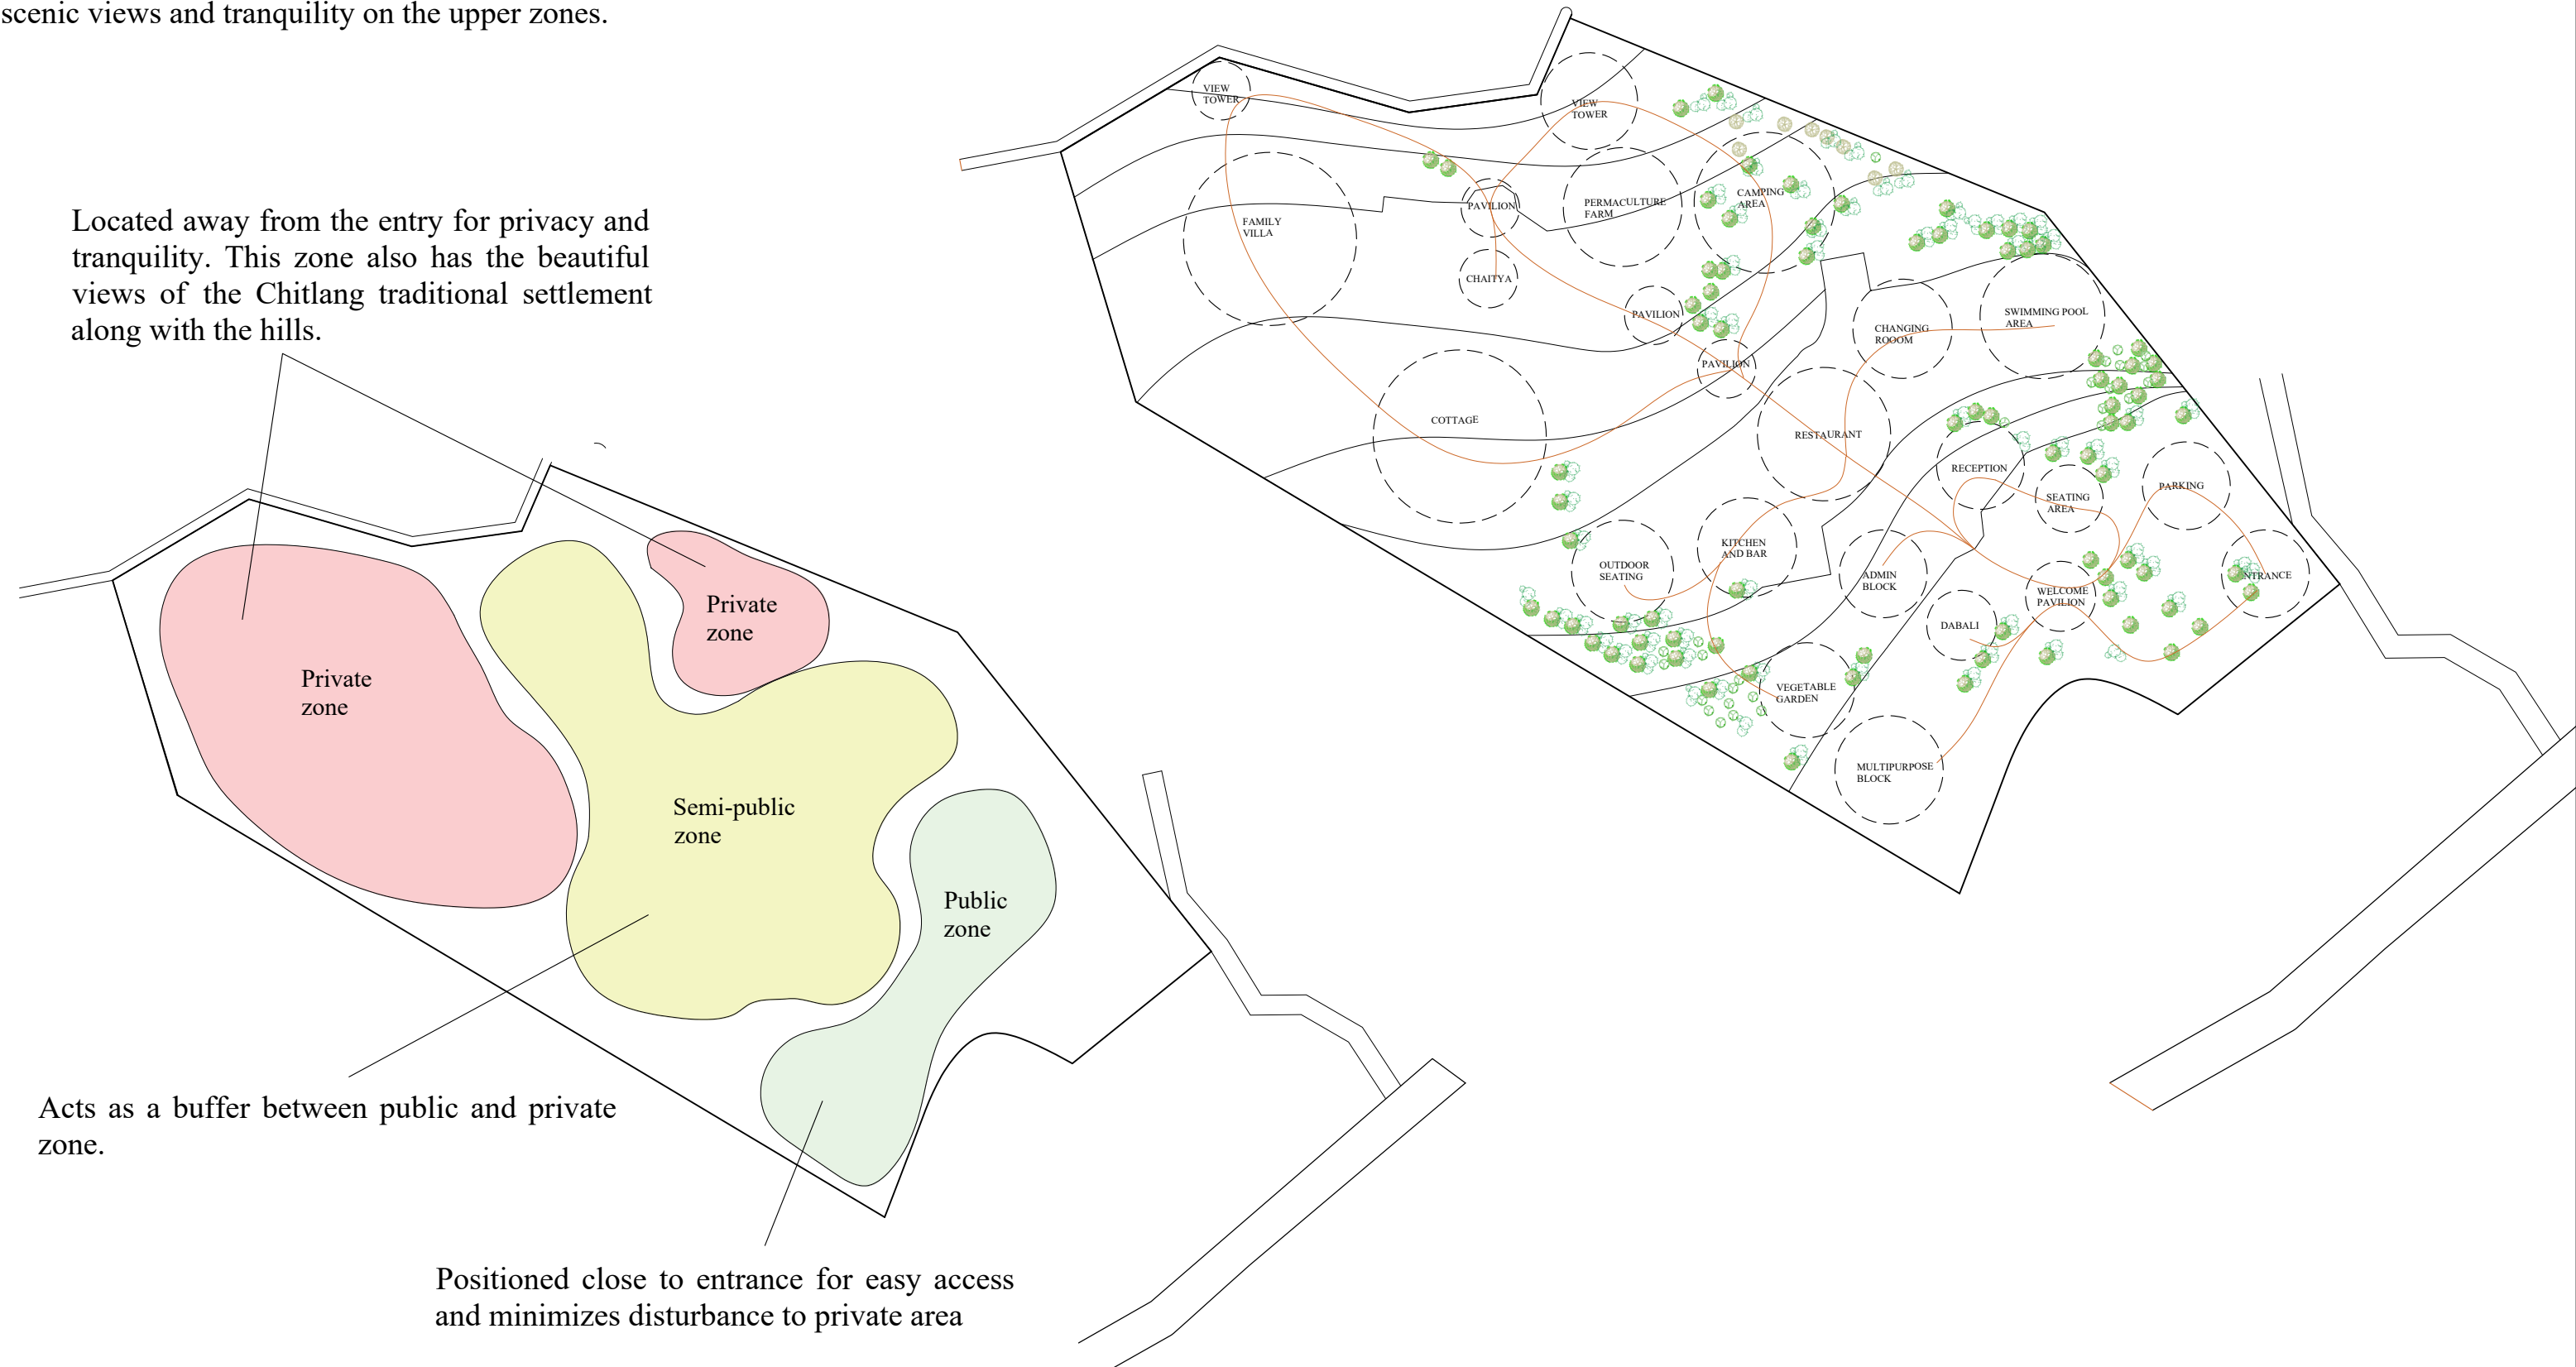 scenic views and tranquility on the upper zones.
Located away from the entry for privacy and
tranquility. This zone also has the beautiful
views of the Chitlang traditional settlement
along with the hills.
Private
zone
Private
zone
Semi-public
zone
Public
zone
Acts as a buffer between public and private
zone.
Positioned close to entrance for easy access
and minimizes disturbance to private area
VIEW
TOWER
VIEW
TOWER
FAMILY
VILLA
PAVILION
PERMACULTURE
FARM
CAMPING
AREA
CHAITYA
PAVILION
PAVILION
CHANGING
ROOOM
SWIMMING POOL
AREA
COTTAGE
RESTAURANT
RECEPTION
SEATING
AREA
PARKING
OUTDOOR
SEATING
KITCHEN
AND BAR
ADMIN
BLOCK
WELCOME
PAVILION
NTRANCE
DABALI
VEGETABLE
GARDEN
MULTIPURPOSE
BLOCK